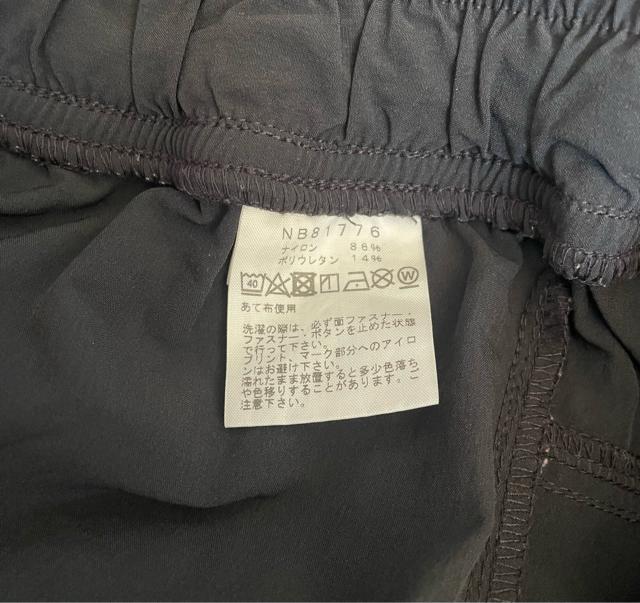 NB81776
ナイロン 86%
ポリウレタン 14%
40 W
あて布使用
洗濯の際は、必ず面ファスナー・
ファスナー・ボタンを止めた状態
で行って下さい。
プリント、マーク部分へのアイロ
ンはお避け下さい。
濡れたまま放置すると多少色落ち
や色移りすることがあります。ご
注意下さい。